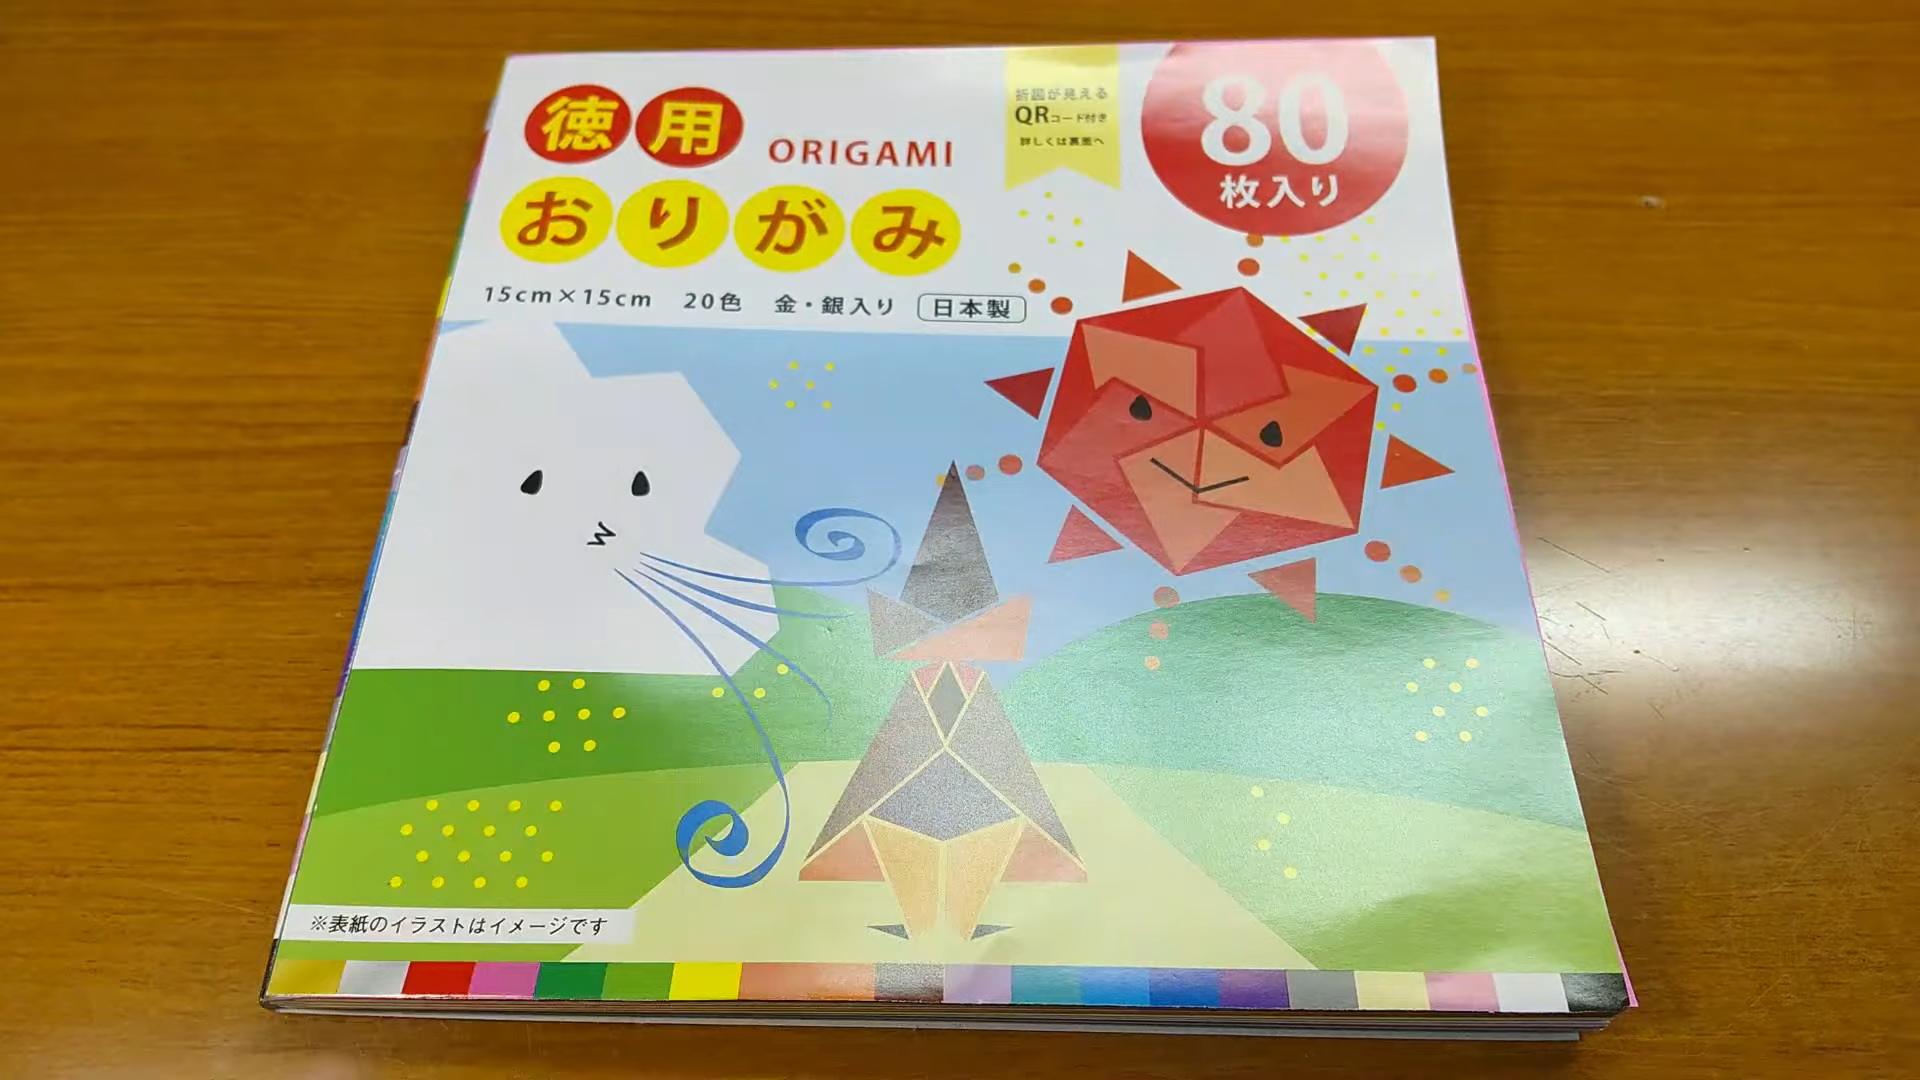 徳用 ORIGAMI
おりがみ
15cm×15cm 20色 金・銀入り 日本製
折図が見える
QRコード付き
詳しくは裏面へ
80
枚入り
※表紙のイラストはイメージです